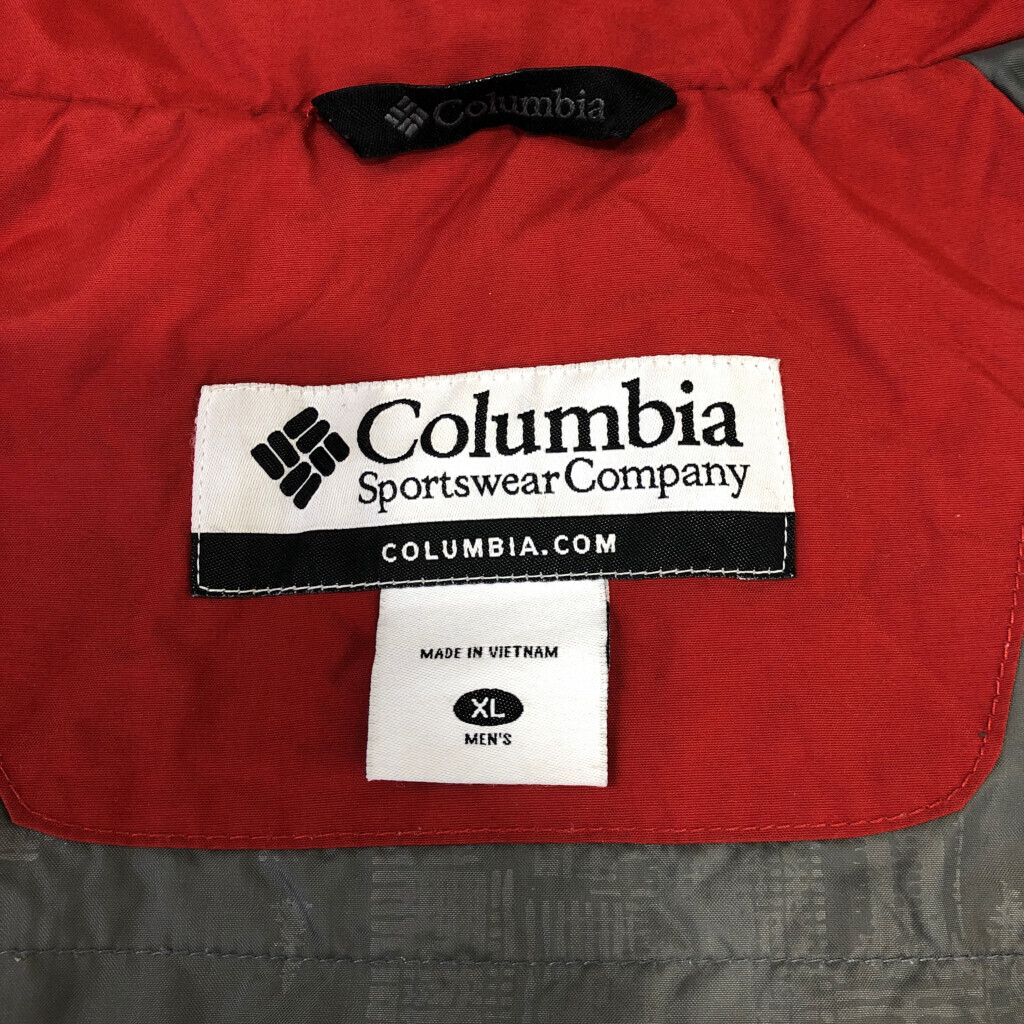 Columbia
Columbia
Sportswear Company
COLUMBIA.COM
MADE IN VIETNAM
XL
MEN'S